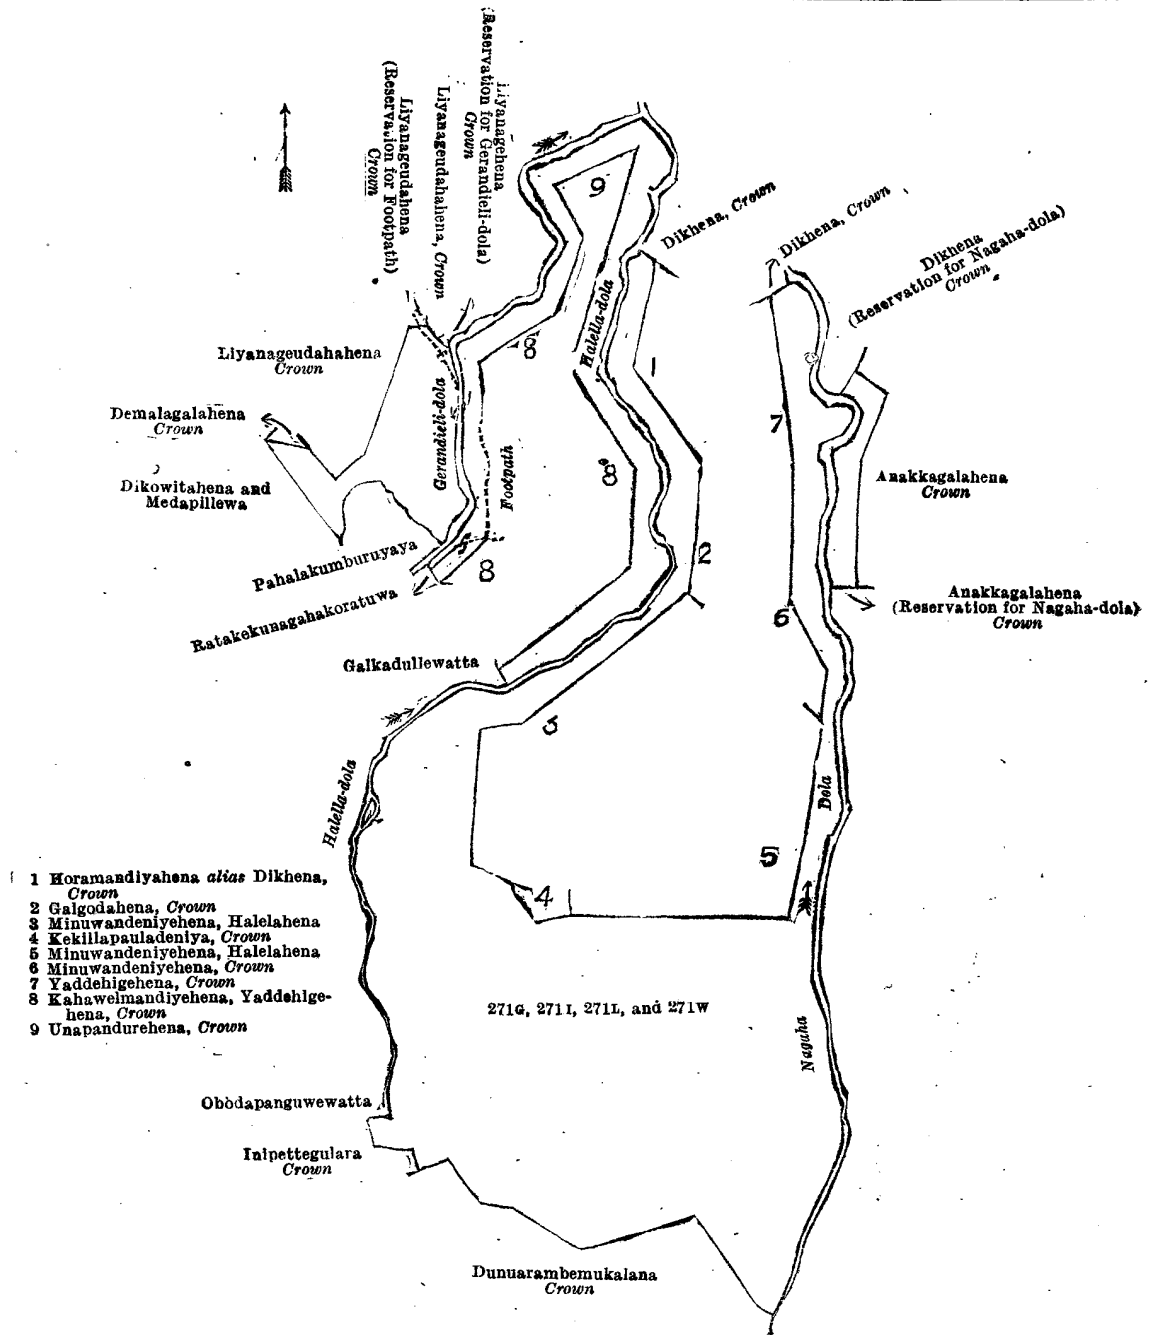 Liyanagehena
(Reservation for Gerandieli-dola)
Crown
Liyanageudahahena, Crown
Liyanageudahena
(Reservation for Footpath)
Crown
9
Dikhena, Crown
Dikhena, Crown
Dikhena
(Reservation for Nagaha-dola)
Crown
Halella-dola
Liyanageudahahena
Crown
8
1
Gerandieli-dola
7
Demalagalahena
Crown
Footpath
8
Anakkagalahena
Crown
Dikowitahena and
Medapillewa
2
Pahalakumburuyaya
8
Ratakekunagahakoratuwa
Anakkagalahena
(Reservation for Nagaha-dola)
Crown
6
Galkadullewatta
3
Halella-dola
Dola
5
4
1 Horamandiyahena alias Dikhena,
Crown
2 Galgodahena, Crown
3 Minuwandeniyehena, Halelahena
4 Kekillapauladeniya, Crown
5 Minuwandeniyehena, Halelahena
6 Minuwandeniyehena, Crown
7 Yaddehigehena, Crown
8 Kahawelmandiyehena, Yaddehige-
hena, Crown
9 Unapandurehena, Crown
271G, 271I, 271L, and 271W
Nagaha
Obodapanguwewatta
Inipettegulara
Crown
Dunuarambemukalana
Crown